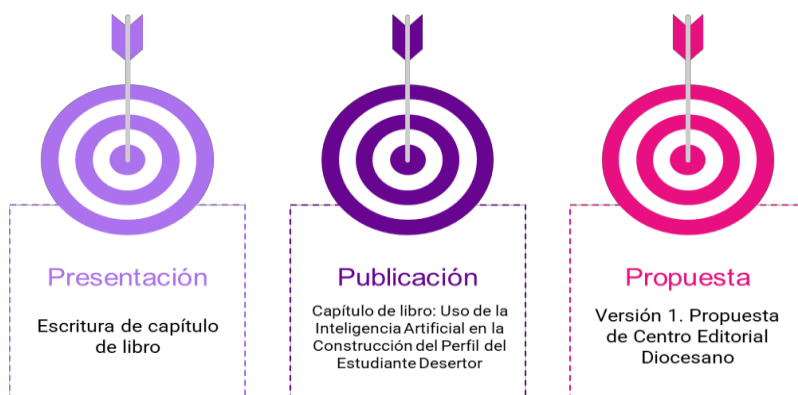 Presentación
Escritura de capítulo
de libro
Publicación
Capítulo de libro: Uso de la
Inteligencia Artificial en la
Construcción del Perfil del
Estudiante Desertor
Propuesta
Versión 1. Propuesta
de Centro Editorial
Diocesano